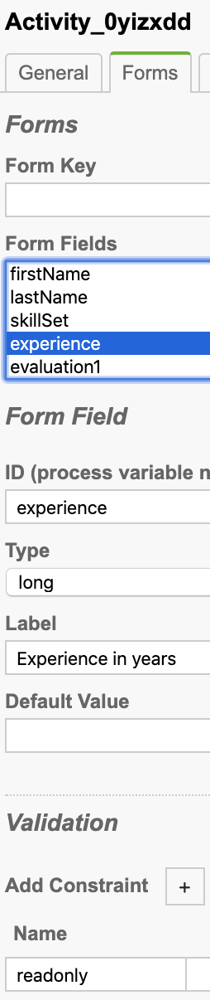 Activity_0yizxdd
General
Forms
Forms
Form Key
Form Fields
firstName
lastName
skillSet
experience
evaluation1
Form Field
ID (process variable n
experience
Type
long
Label
Experience in years
Default Value
Validation
Add Constraint +
Name
readonly